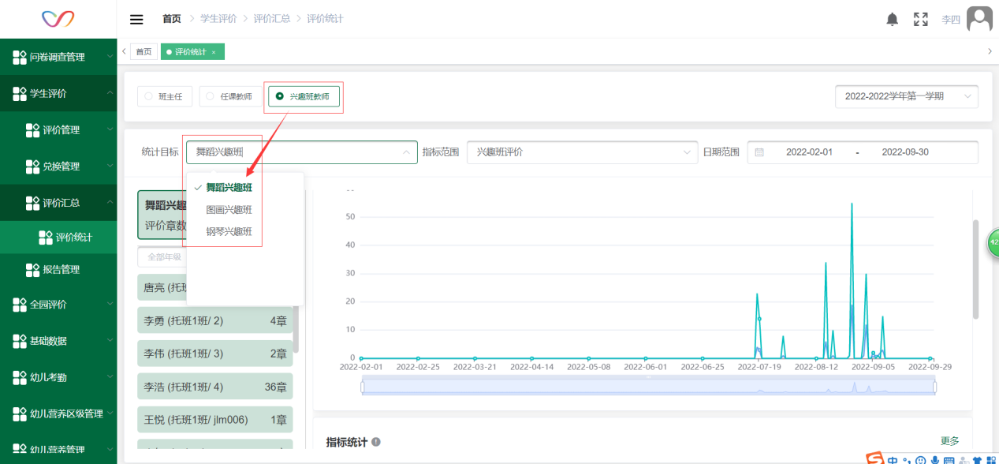 首页 > 学生评价 > 评价汇总 > 评价统计
李四
问卷调查管理
学生评价
评价管理
兑换管理
评价汇总
评价统计
报告管理
全园评价
基础数据
幼儿考勤
幼儿营养区级管理
幼儿营养管理
首页
评价统计 ×
班主任
任课教师
兴趣班教师
2022-2022学年第一学期
统计目标
舞蹈兴趣班
指标范围
兴趣班评价
日期范围
2022-02-01 - 2022-09-30
舞蹈兴趣班
图画兴趣班
钢琴兴趣班
舞蹈兴趣
评价章数
全部年级
唐亮 (托班
李勇 (托班1班/ 2) 4章
李伟 (托班1班/ 3) 2章
李浩 (托班1班/ 4) 36章
王悦 (托班1班/ jlm006) 1章
50
40
30
20
10
0
2022-02-01 2022-02-25 2022-03-21 2022-04-14 2022-05-08 2022-06-01 2022-06-25 2022-07-19 2022-08-12 2022-09-05 2022-09-29
指标统计
更多
42
中